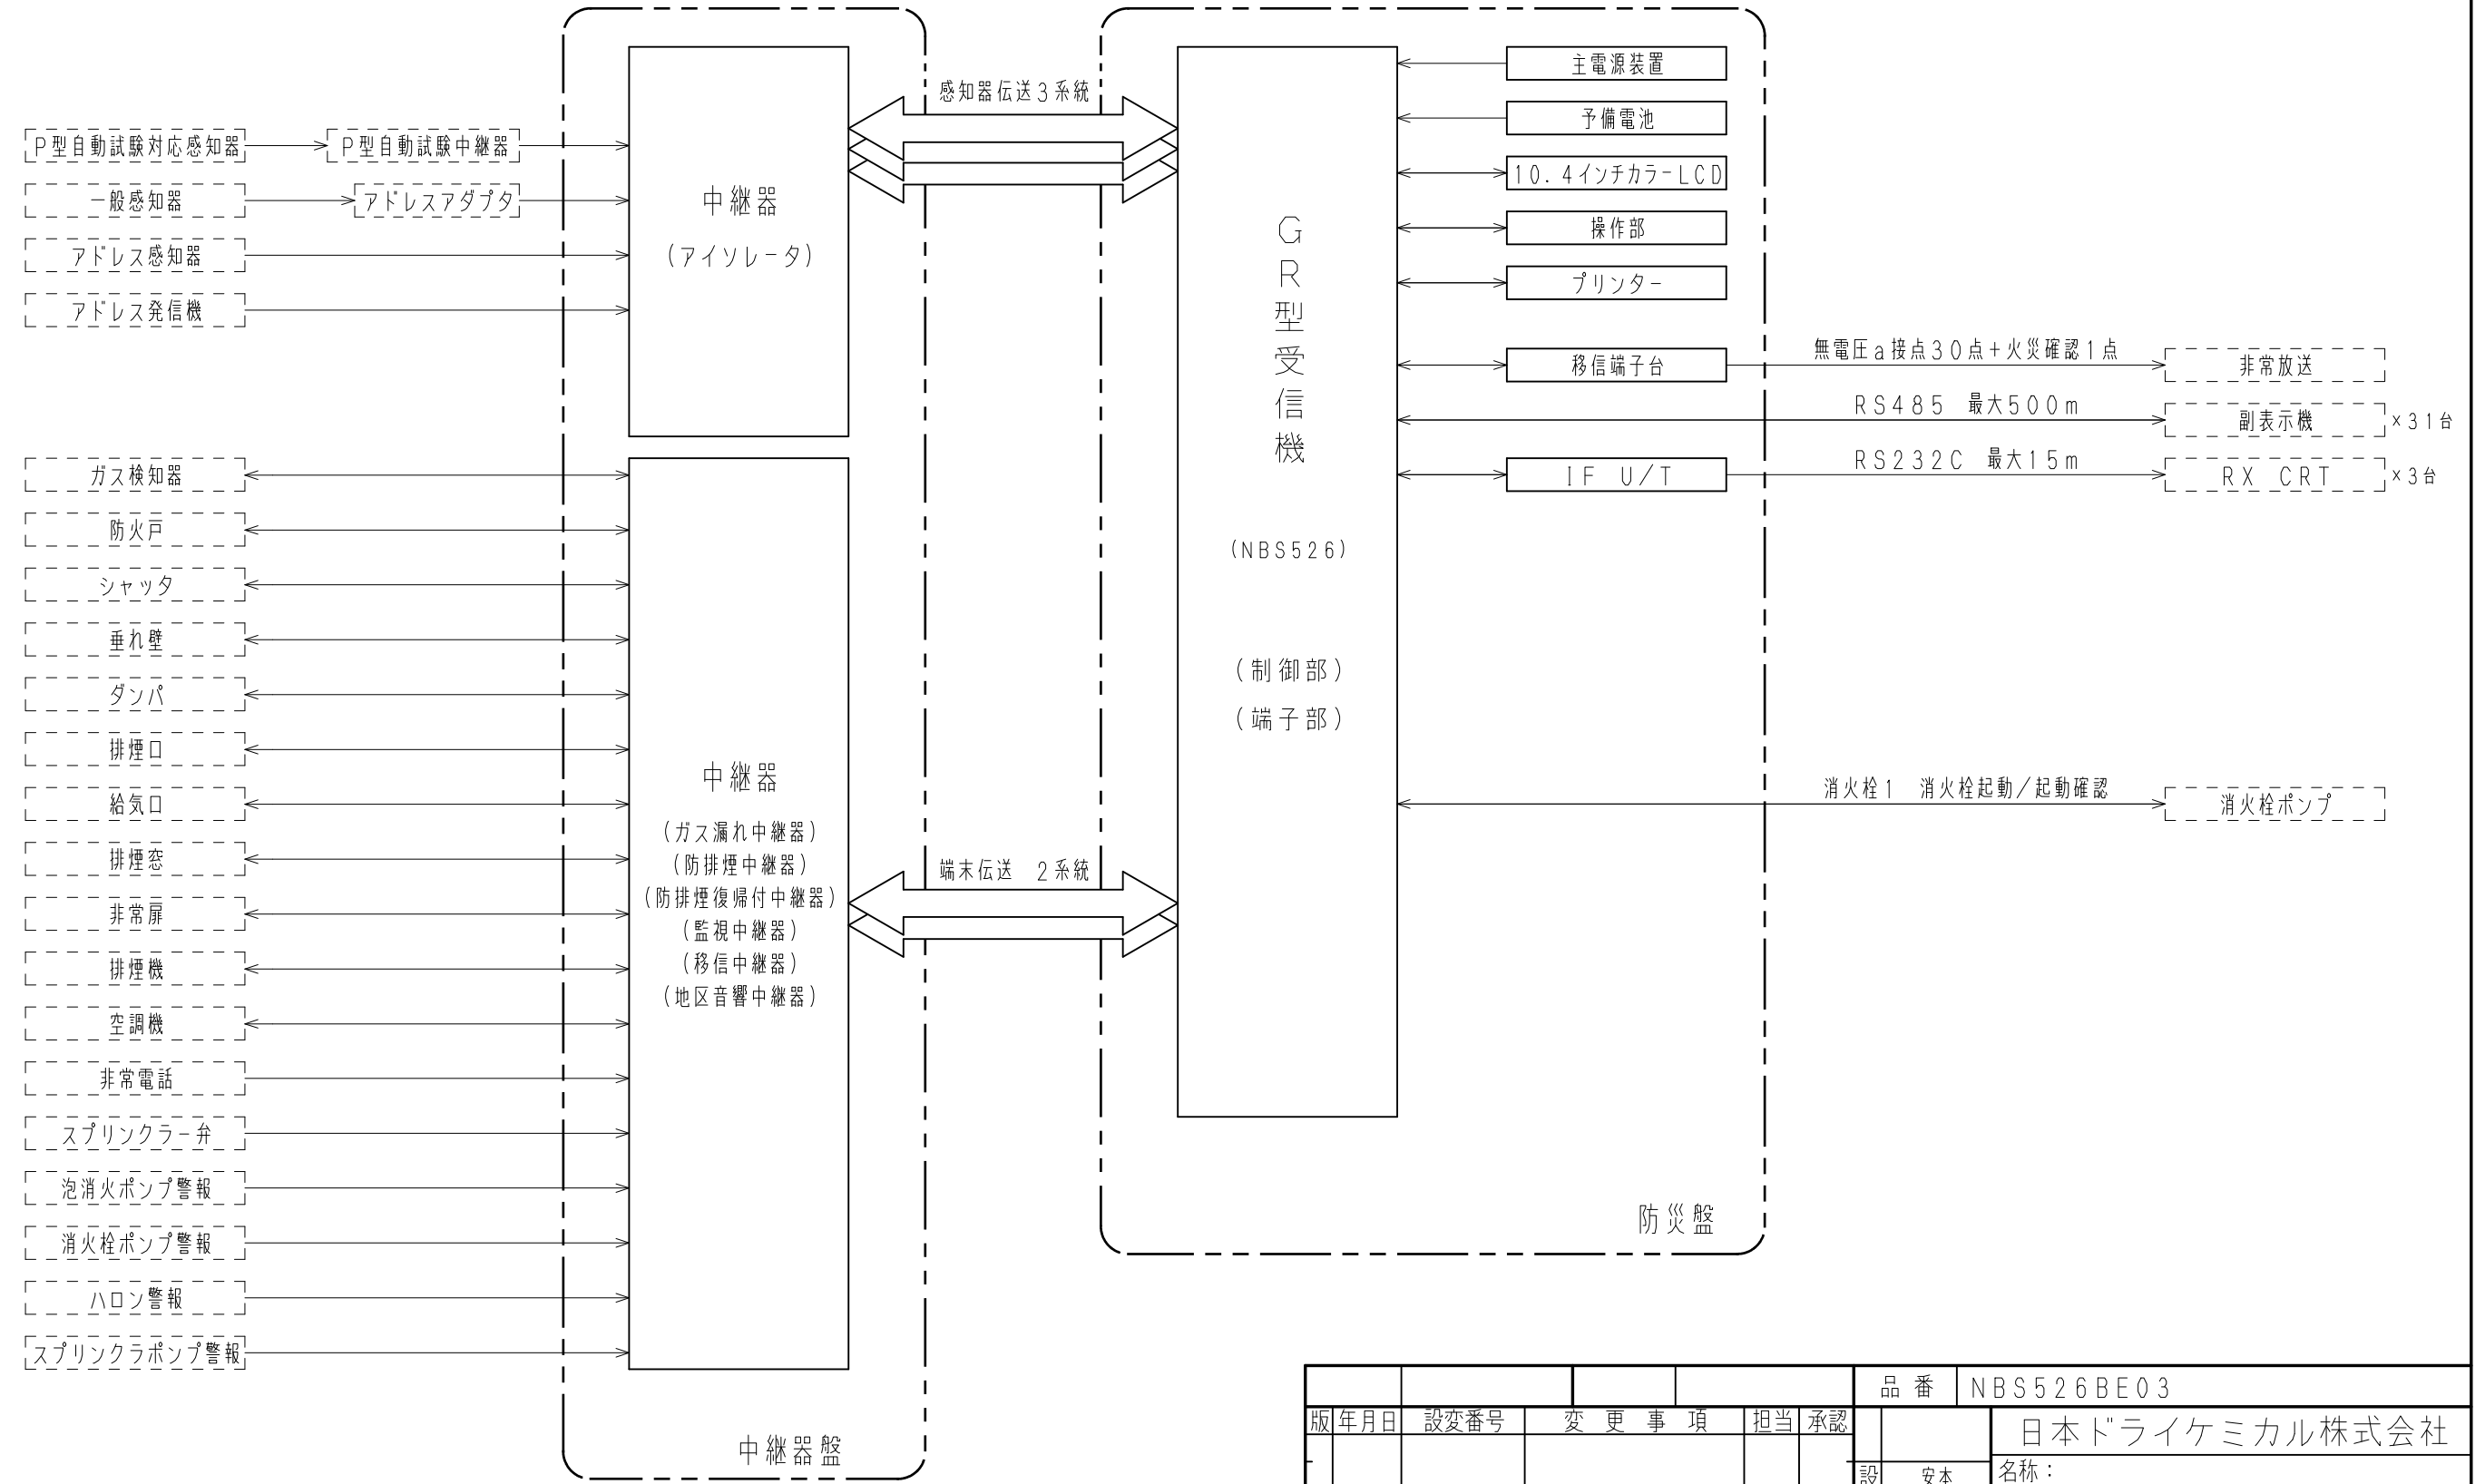 P型自動試験対応感知器
P型自動試験中継器
一般感知器
アドレスアダプタ
アドレス感知器
アドレス発信機
中継器
(アイソレータ)
感知器伝送3系統
ガス検知器
防火戸
シャッタ
垂れ壁
ダンパ
排煙口
給気口
排煙窓
非常扉
排煙機
空調機
非常電話
スプリンクラー弁
泡消火ポンプ警報
消火栓ポンプ警報
ハロン警報
スプリンクラポンプ警報
中継器
(ガス漏れ中継器)
(防排煙中継器)
(防排煙復帰付中継器)
(監視中継器)
(移信中継器)
(地区音響中継器)
中継器盤
端末伝送 2系統
GR型受信機
(NBS526)
(制御部)
(端子部)
主電源装置
予備電池
10.4インチカラーLCD
操作部
プリンター
移信端子台
無電圧a接点30点+火災確認1点
非常放送
RS485 最大500m
副表示機
×31台
IF U/T
RS232C 最大15m
RX CRT
×3台
消火栓1 消火栓起動/起動確認
消火栓ポンプ
防災盤
品番 NBS526BE03
版 年月日 設変番号 変更事項 担当 承認
日本ドライケミカル株式会社
設 安本 名称: